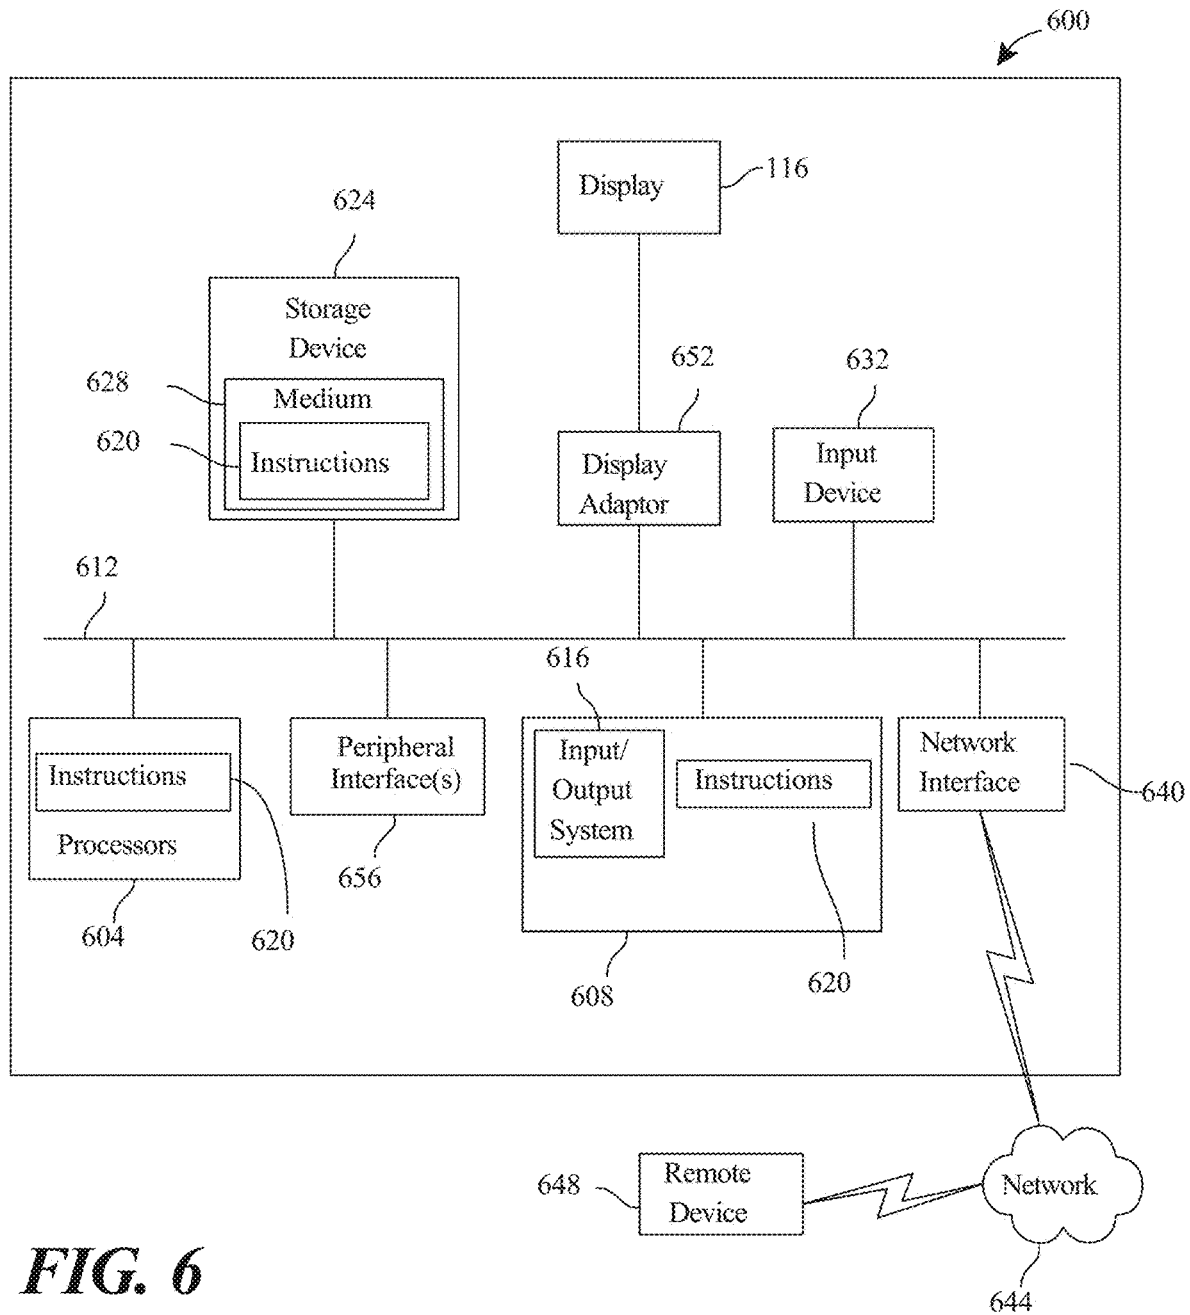 600
Display
116
624
Storage
Device
628
Medium
620
Instructions
652
Display
Adaptor
632
Input
Device
612
616
Instructions
Processors
604
620
Peripheral
Interface(s)
656
Input/
Output
System
Instructions
608
620
Network
Interface
640
648
Remote
Device
Network
644
FIG. 6